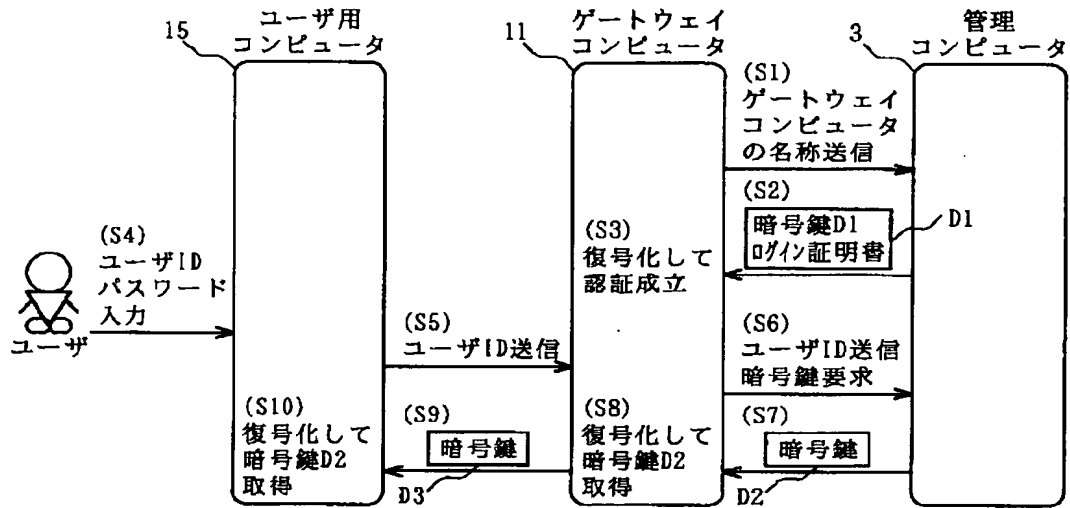 15
ユーザ用
コンピュータ
11
ゲートウェイ
コンピュータ
3
管理
コンピュータ
(S1)
ゲートウェイ
コンピュータ
の名称送信
(S2)
暗号鍵D1
ログイン証明書
D1
(S3)
復号化して
認証成立
(S4)
ユーザID
パスワード
入力
ユーザ
(S5)
ユーザID送信
(S6)
ユーザID送信
暗号鍵要求
(S7)
暗号鍵
D2
(S8)
復号化して
暗号鍵D2
取得
(S9)
暗号鍵
D3
(S10)
復号化して
暗号鍵D2
取得